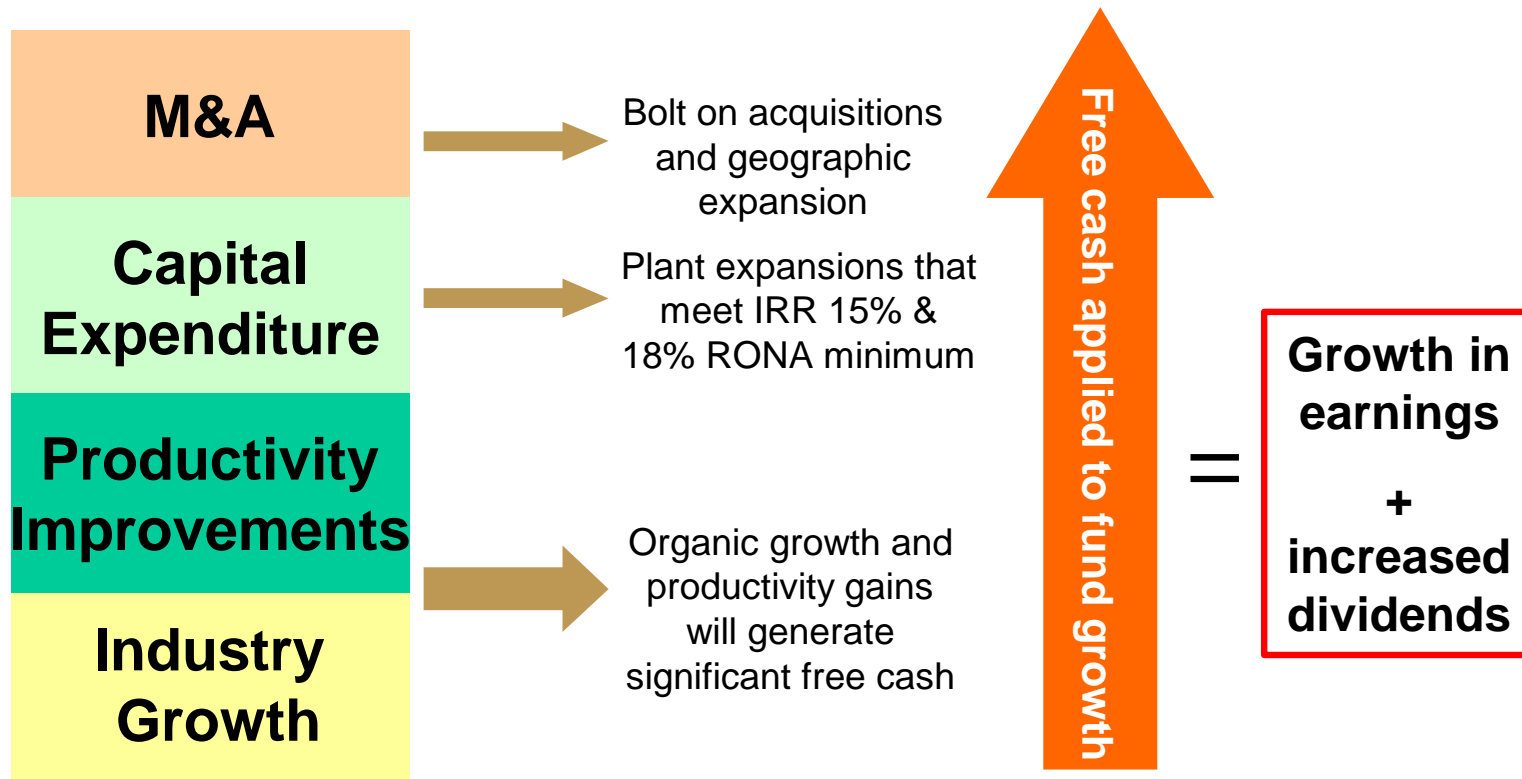 M&A
Bolt on acquisitions
and geographic
expansion
Capital
Expenditure
Plant expansions that
meet IRR 15% &
18% RONA minimum
Productivity
Improvements
Industry
Growth
Organic growth and
productivity gains
will generate
significant free cash
Free cash applied to fund growth
=
Growth in
earnings
+
increased
dividends